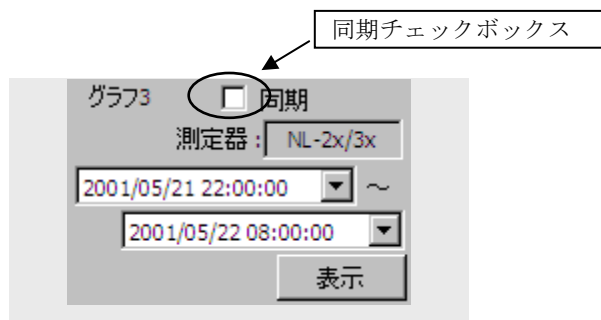 同期チェックボックス
グラフ3 同期
測定器： NL-2x/3x
2001/05/21 22:00:00 ～
2001/05/22 08:00:00
表示